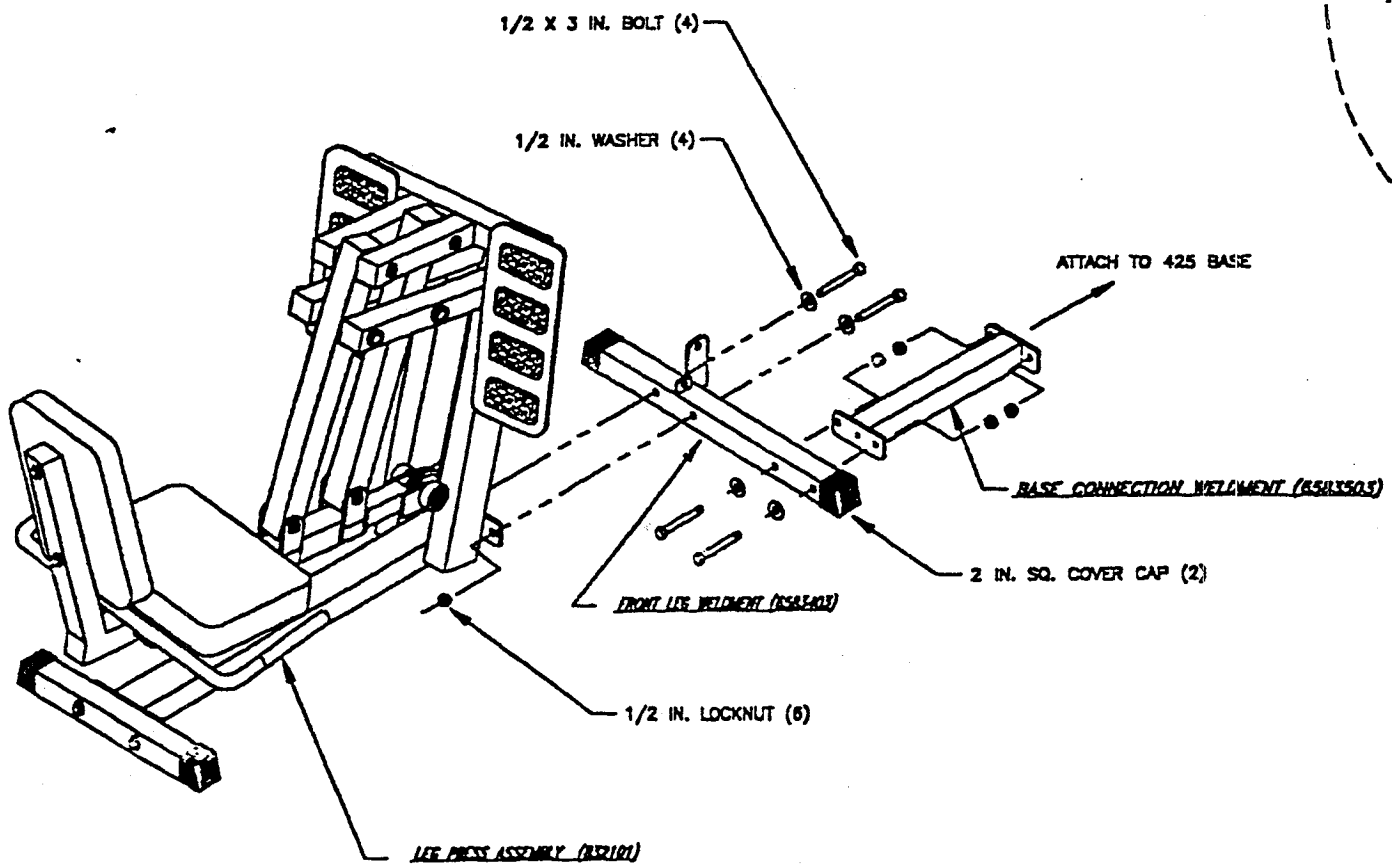 1/2 X 3 IN. BOLT (4)
1/2 IN. WASHER (4)
ATTACH TO 425 BASE
BASE CONNECTION WELDMENT
2 IN. SQ. COVER CAP (2)
FRONT LEG WELDMENT
1/2 IN. LOCKNUT (6)
LEG PRESS ASSEMBLY